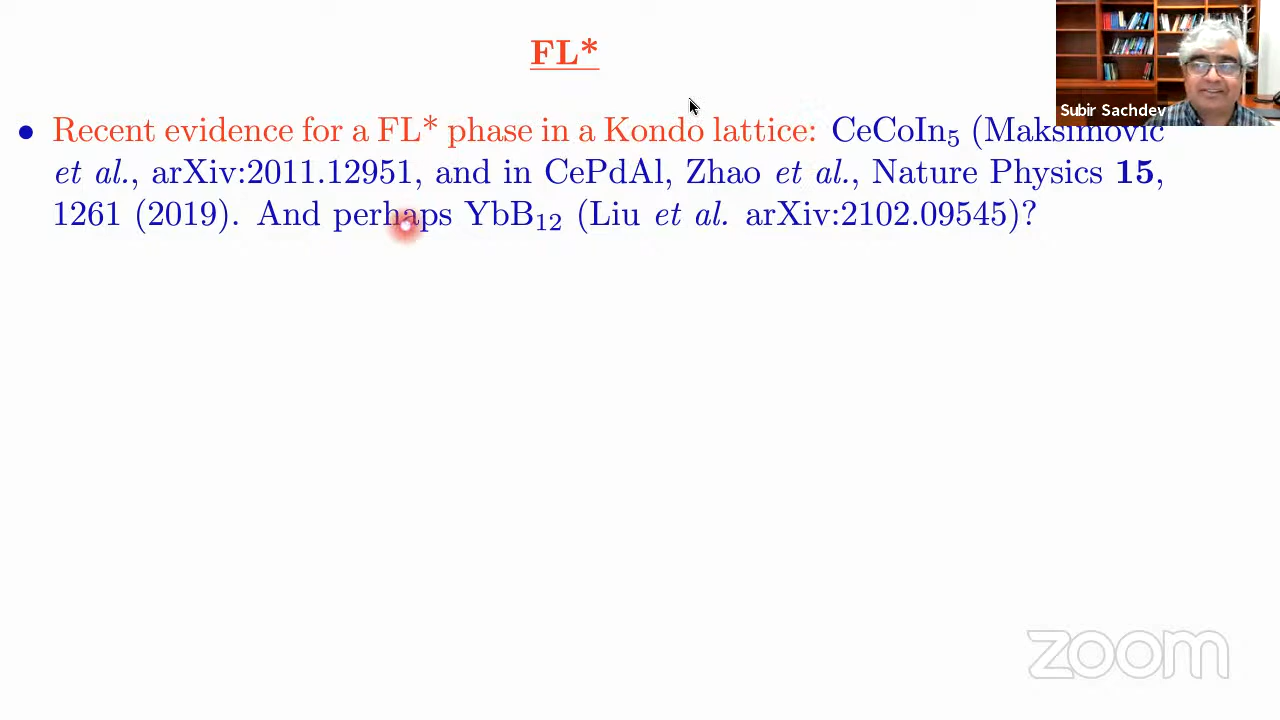 FL*
Subir Sachdev
• Recent evidence for a FL* phase in a Kondo lattice: CeCoIn₅ (Maksimovic
et al., arXiv:2011.12951, and in CePdAl, Zhao et al., Nature Physics 15,
1261 (2019). And perhaps YbB₁₂ (Liu et al. arXiv:2102.09545)?
zoom